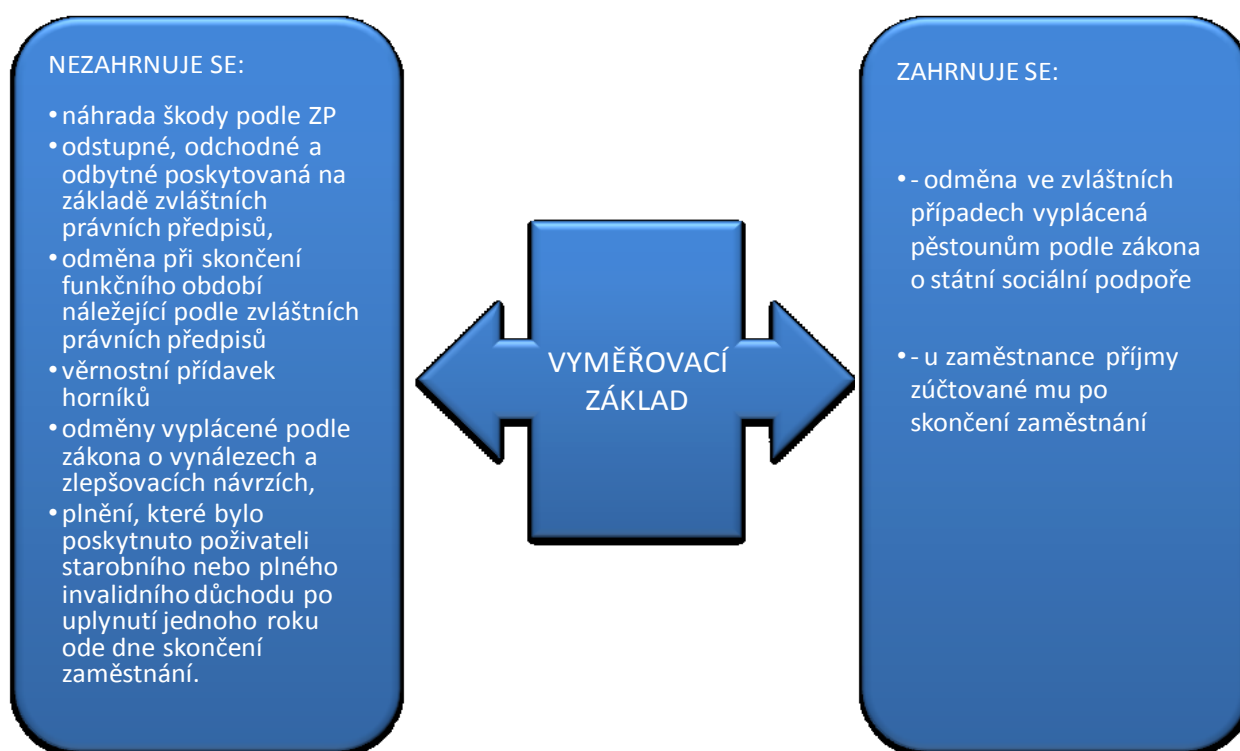 NEZAHRNUJE SE:
• náhrada škody podle ZP
• odstupné, odchodné a
odbytné poskytovaná na
základě zvláštních
právních předpisů,
• odměna při skončení
funkčního období
náležející podle zvláštních
právních předpisů
• věrnostní přídavek
horníků
• odměny vyplácené podle
zákona o vynálezech a
zlepšovacích návrzích,
• plnění, které bylo
poskytnuto poživateli
starobního nebo plného
invalidního důchodu po
uplynutí jednoho roku
ode dne skončení
zaměstnání.
VYMĚŘOVACÍ
ZÁKLAD
ZAHRNUJE SE:
• - odměna ve zvláštních
případech vyplácená
pěstounům podle zákona
o státní sociální podpoře
• - u zaměstnance příjmy
zúčtované mu po
skončení zaměstnání